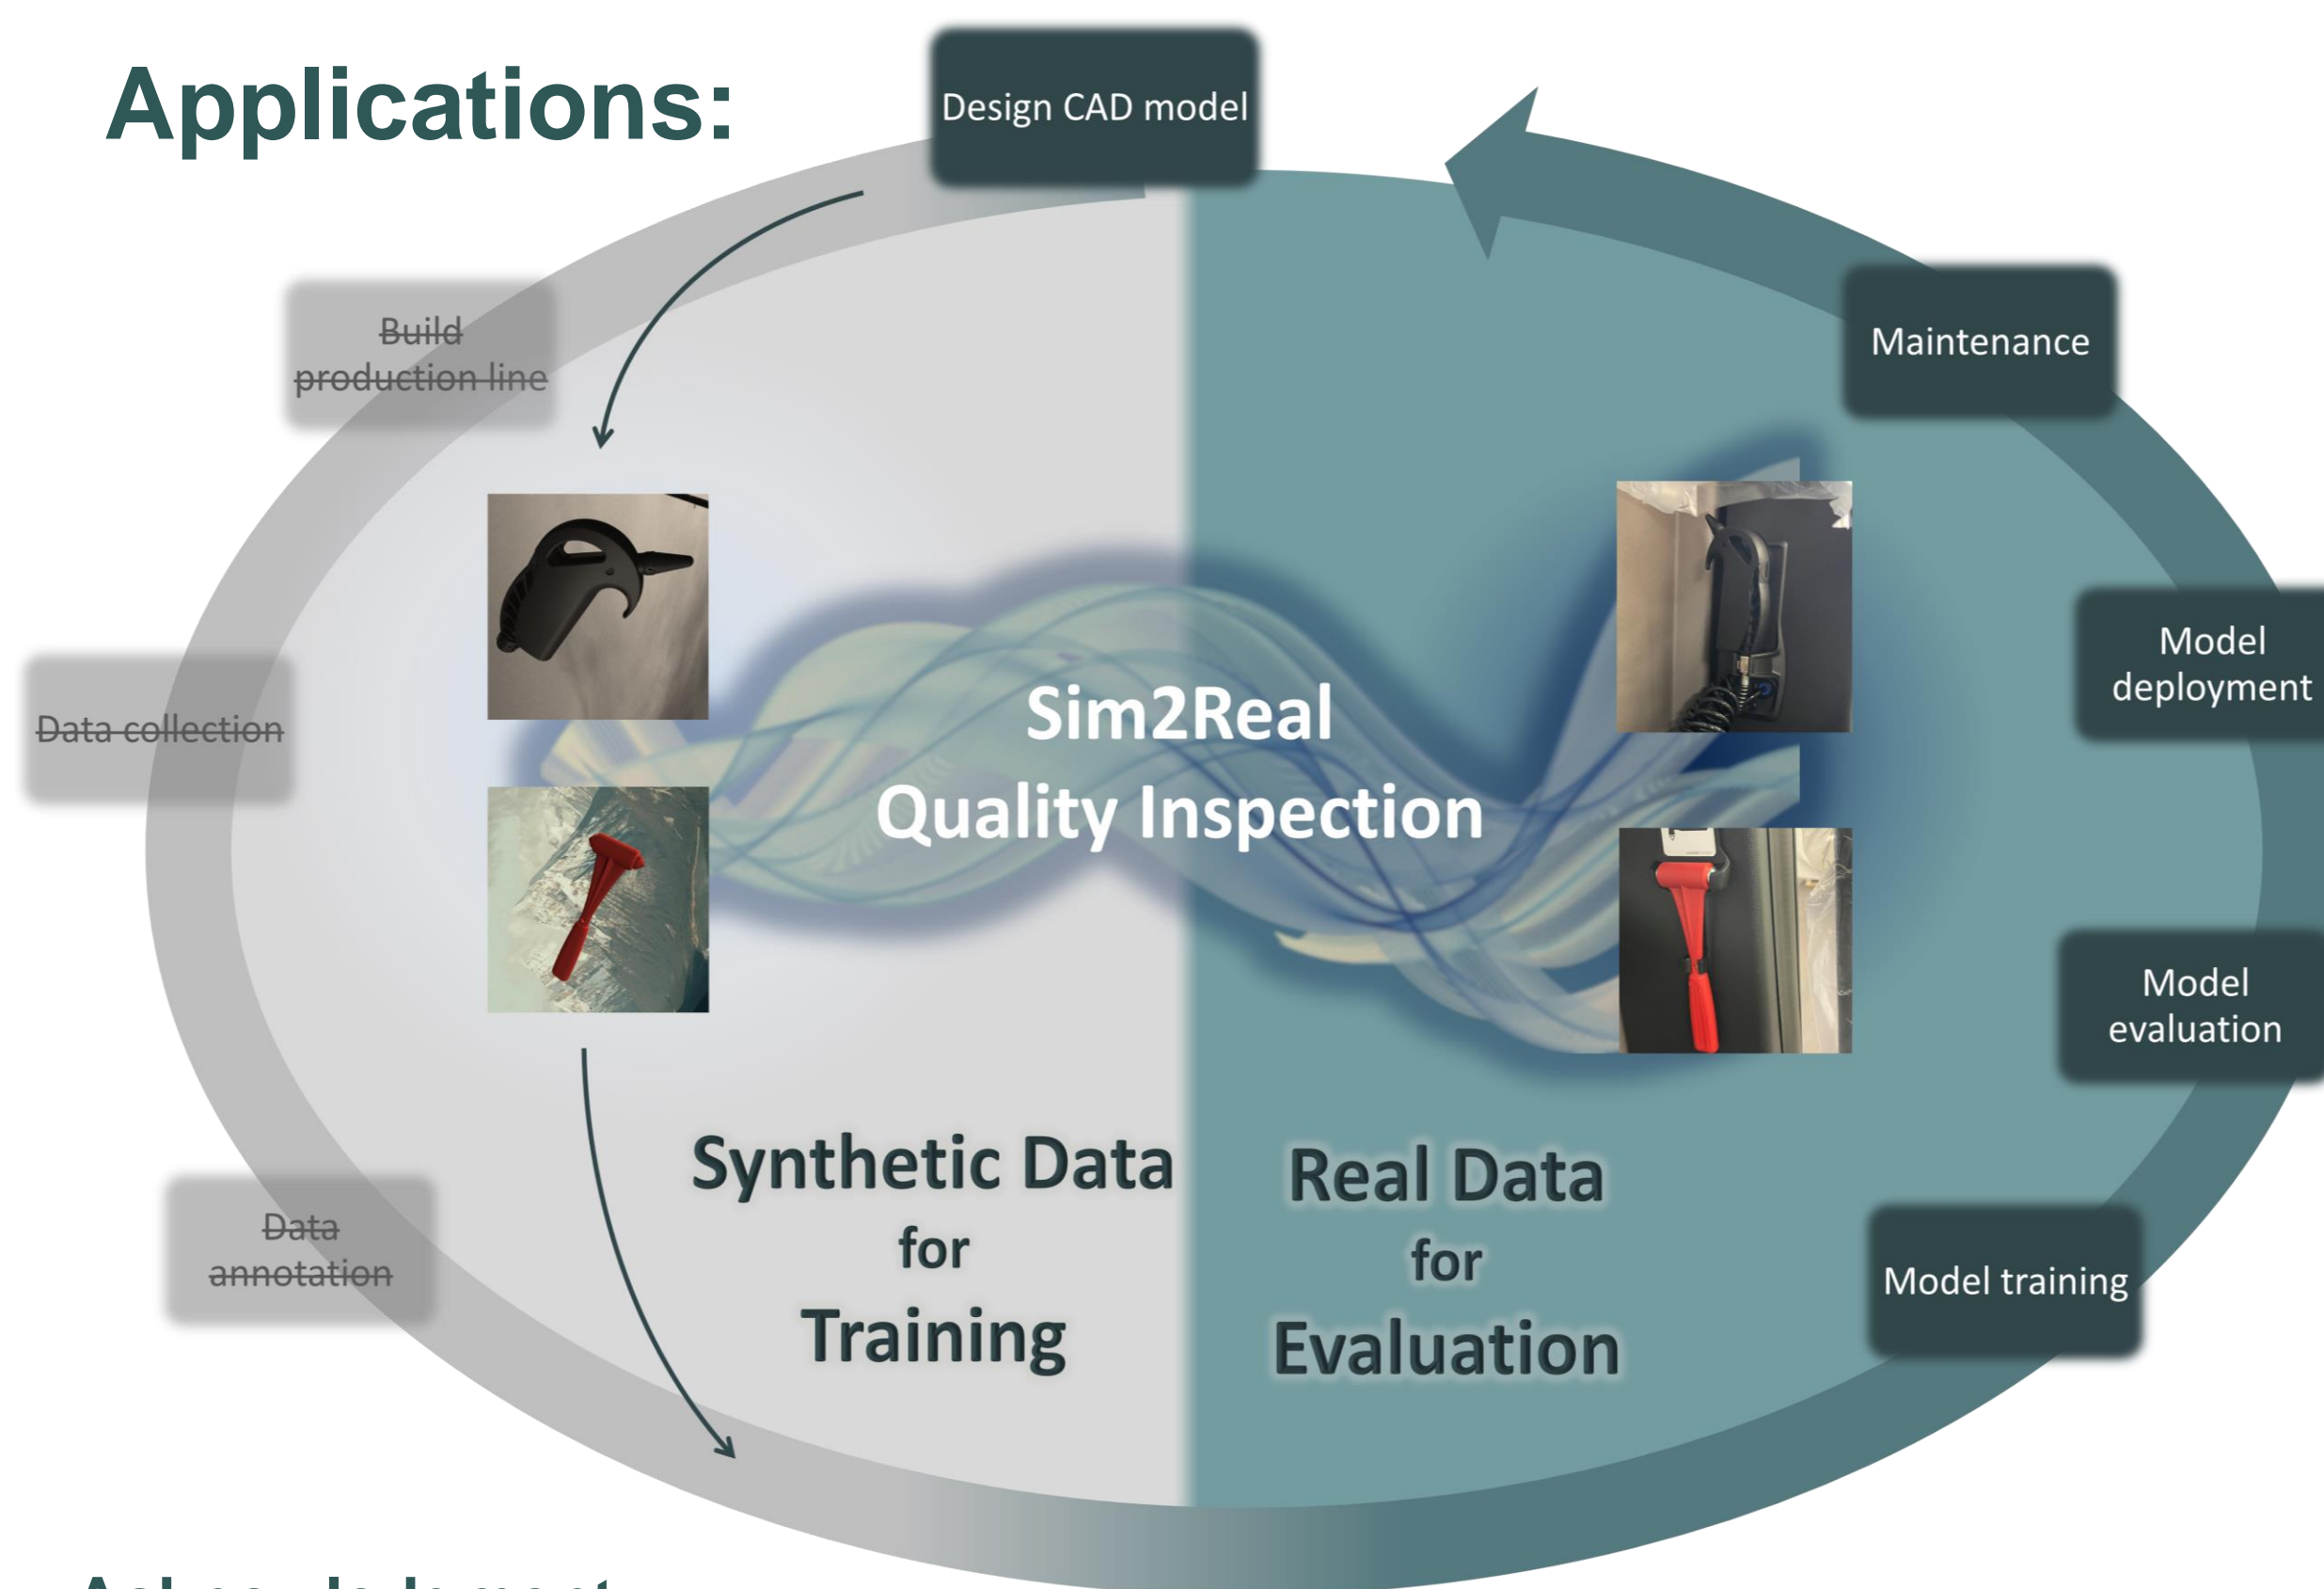 Applications:
Design CAD model
Build
production line
Maintenance
Data collection
Model
deployment
Sim2Real
Quality Inspection
Model
evaluation
Data
annotation
Synthetic Data
for
Training
Real Data
for
Evaluation
Model training